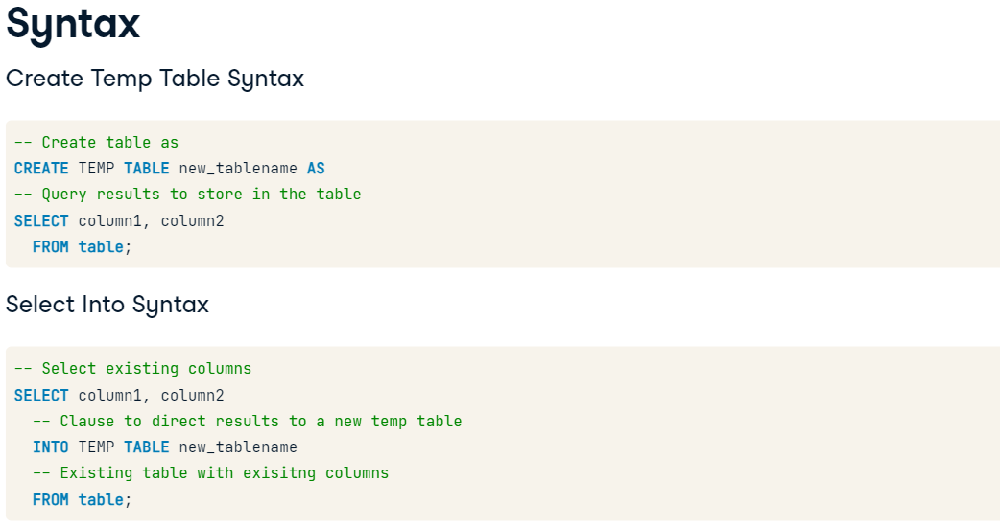 Syntax
Create Temp Table Syntax
-- Create table as
CREATE TEMP TABLE new_tablename AS
-- Query results to store in the table
SELECT column1, column2
FROM table;
Select Into Syntax
-- Select existing columns
SELECT column1, column2
-- Clause to direct results to a new temp table
INTO TEMP TABLE new_tablename
-- Existing table with exisitng columns
FROM table;